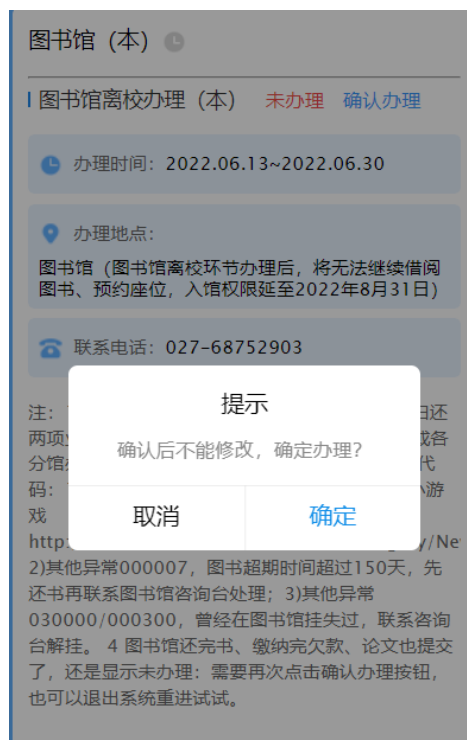 图书馆（本）
图书馆离校办理（本） 未办理 确认办理
办理时间：2022.06.13~2022.06.30
办理地点：
图书馆（图书馆离校环节办理后，将无法继续借阅
图书、预约座位，入馆权限延至2022年8月31日）
联系电话：027-68752903
提示
确认后不能修改，确定办理？
取消 确定
注：
还
两项
或各
分馆
代
码：
游
戏
http
/Ne
2)其他异常000007，图书超期时间超过150天，先
还书再联系图书馆咨询台处理；3)其他异常
030000/000300，曾经在图书馆挂失过，联系咨询
台解挂。 4 图书馆还完书、缴纳完欠款、论文也提交
了，还是显示未办理：需要再次点击确认办理按钮，
也可以退出系统重进试试。